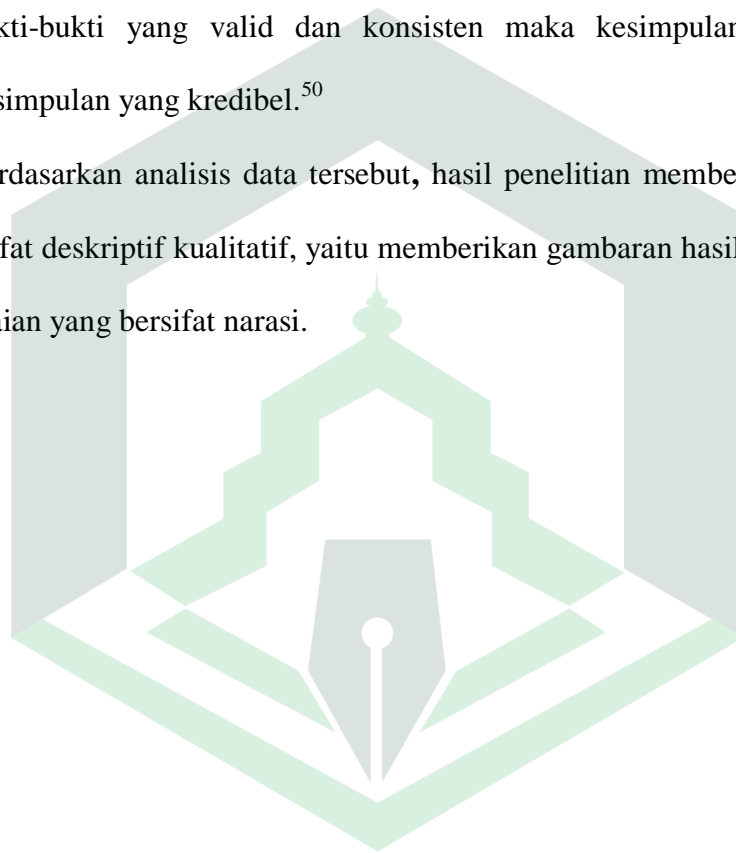 kti-bukti yang valid dan konsisten maka kesimpulan
simpulan yang kredibel.50
rdasarkan analisis data tersebut, hasil penelitian membe
fat deskriptif kualitatif, yaitu memberikan gambaran hasil
aian yang bersifat narasi.